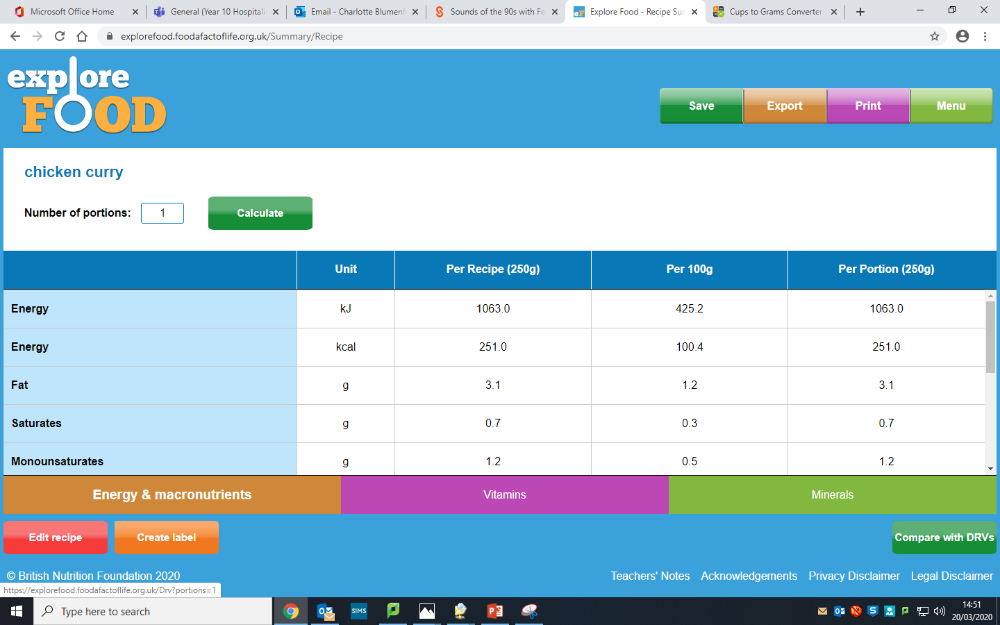 Microsoft Office Home
General (Year 10 Hospitali
Email - Charlotte Blumenf
Sounds of the 90s with Fe
Explore Food - Recipe Sur
Cups to Grams Converter
explorefood.foodafactoflife.org.uk/Summary/Recipe
explore
FOOD
Save
Export
Print
Menu
chicken curry
Number of portions: 1 Calculate
Unit Per Recipe (250g) Per 100g Per Portion (250g)
Energy kJ 1063.0 425.2 1063.0
Energy kcal 251.0 100.4 251.0
Fat g 3.1 1.2 3.1
Saturates g 0.7 0.3 0.7
Monounsaturates g 1.2 0.5 1.2
Energy & macronutrients Vitamins Minerals
Edit recipe Create label Compare with DRVs
© British Nutrition Foundation 2020 Teachers' Notes Acknowledgements Privacy Disclaimer Legal Disclaimer
https://explorefood.foodafactoflife.org.uk/Drv?portions=1
Type here to search
SIMS
14:51
20/03/2020